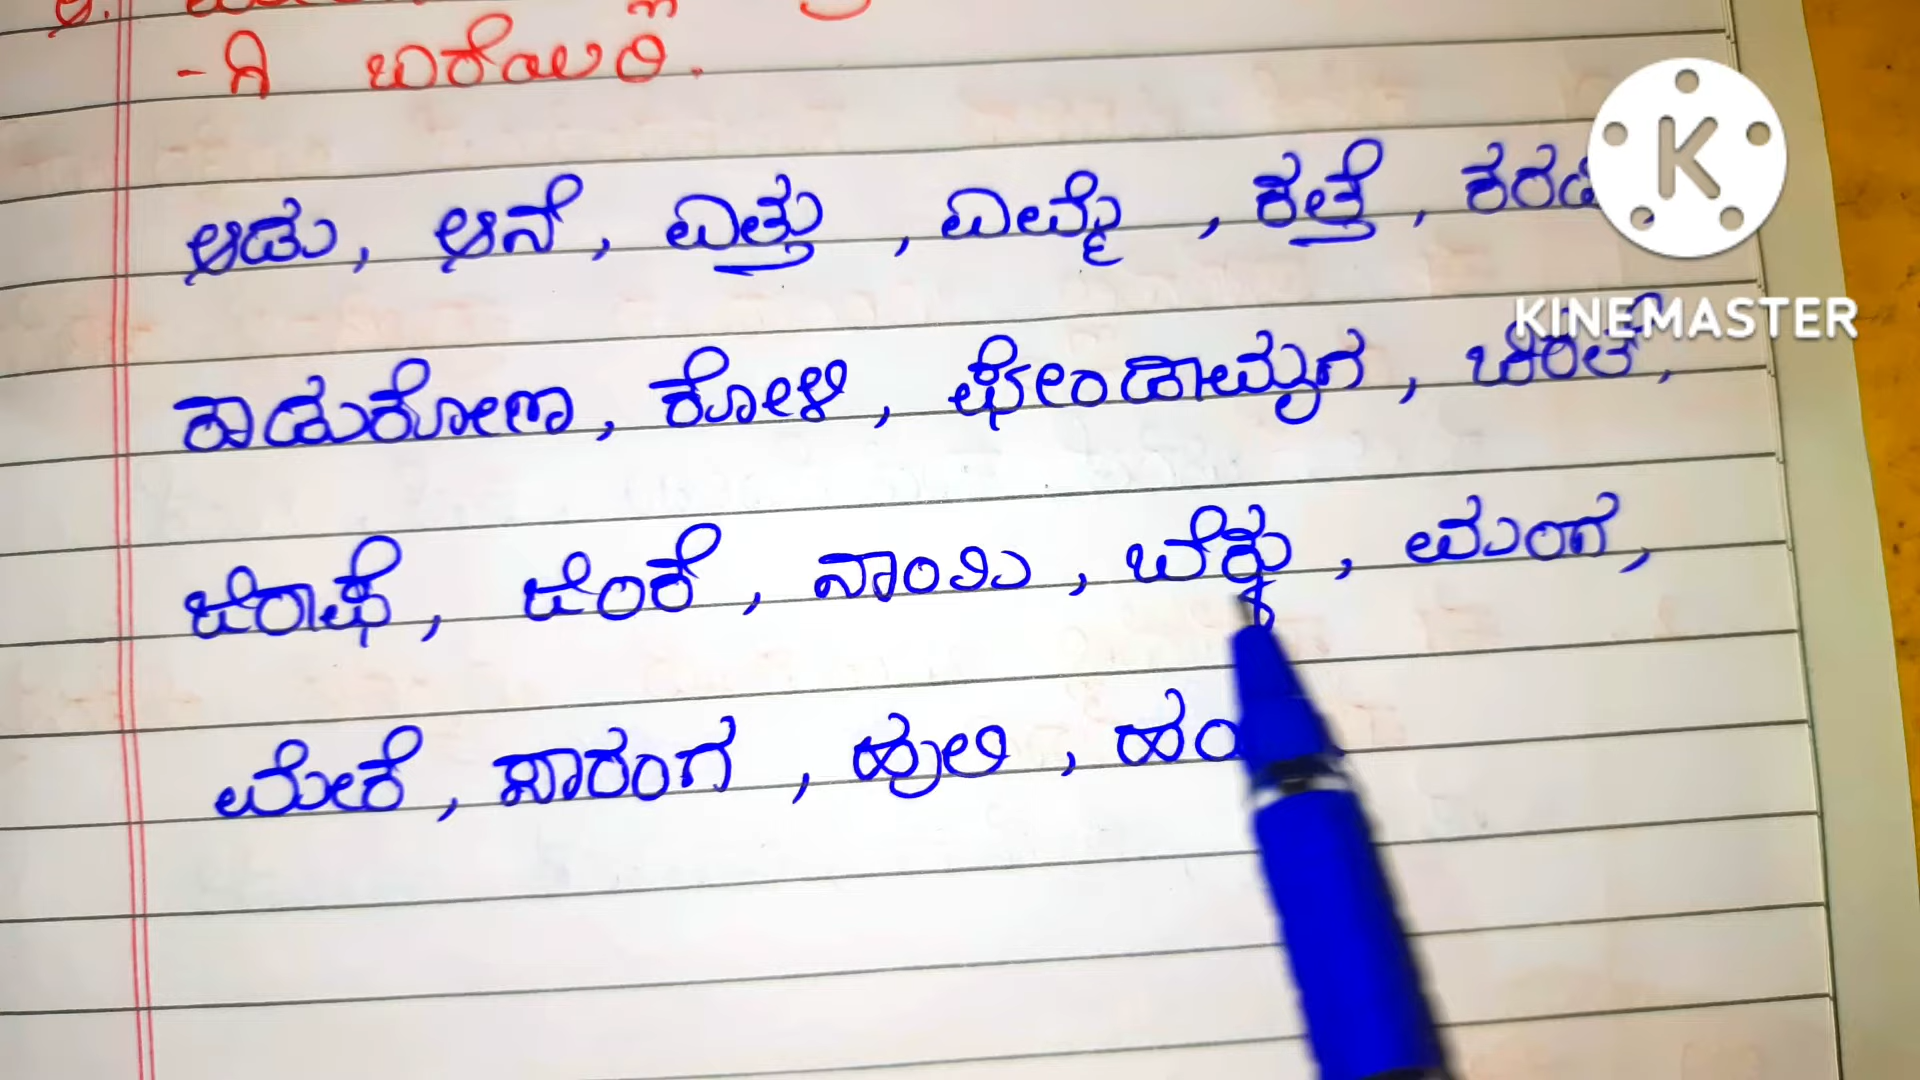 -ಗಿ ಬರೆಯಿರಿ.
ಆಡು, ಆನೆ, ಎತ್ತು, ಎಮ್ಮೆ, ಕತ್ತೆ,
KINEMASTER
ಕಾಡುಕೋಣ, ಕೋಳಿ, ಘೇಂಡಾಮೃಗ, ಚಿರತೆ,
ಜಿರಾಫೆ, ಜಿಂಕೆ, ನಾಯಿ, ಬೆಕ್ಕು, ಮಂಗ,
ಮೇಕೆ, ಸಾರಂಗ, ಹುಲಿ,